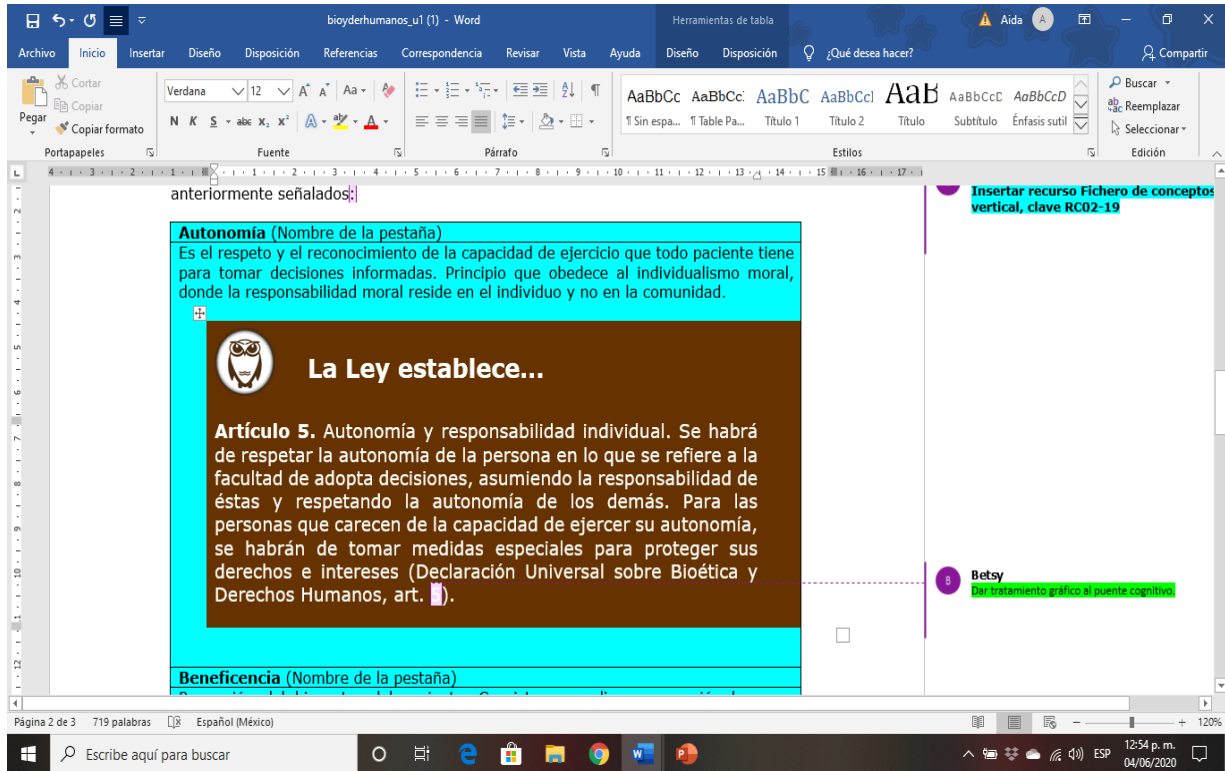 bioyderhumanos_u1 (1) - Word
Herramientas de tabla
Aida
A
Archivo Inicio Insertar Diseño Disposición Referencias Correspondencia Revisar Vista Ayuda Diseño Disposición ¿Qué desea hacer? Compartir
Pegar
Cortar
Copiar
Copiar formato
Portapapeles
Verdana 12
N K S abc X₂ X²
Fuente
Párrafo
AaBbCc AaBbCc AaBbC AaBbCcI AaB AaBbCcD AaBbCcD
¶ Sin espa... ¶ Table Pa... Título 1 Título 2 Título Subtítulo Énfasis sutil
Estilos
Buscar
Reemplazar
Seleccionar
Edición
anteriormente señalados:
Insertar recurso Fichero de conceptos
vertical, clave RC02-19
Autonomía (Nombre de la pestaña)
Es el respeto y el reconocimiento de la capacidad de ejercicio que todo paciente tiene
para tomar decisiones informadas. Principio que obedece al individualismo moral,
donde la responsabilidad moral reside en el individuo y no en la comunidad.
La Ley establece...
Artículo 5. Autonomía y responsabilidad individual. Se habrá
de respetar la autonomía de la persona en lo que se refiere a la
facultad de adopta decisiones, asumiendo la responsabilidad de
éstas y respetando la autonomía de los demás. Para las
personas que carecen de la capacidad de ejercer su autonomía,
se habrán de tomar medidas especiales para proteger sus
derechos e intereses (Declaración Universal sobre Bioética y
Derechos Humanos, art. 5).
B
Betsy
Dar tratamiento gráfico al puente cognitivo.
Beneficencia (Nombre de la pestaña)
Página 2 de 3 719 palabras Español (México) 120%
Escribe aquí para buscar
ESP
12:54 p. m.
04/06/2020